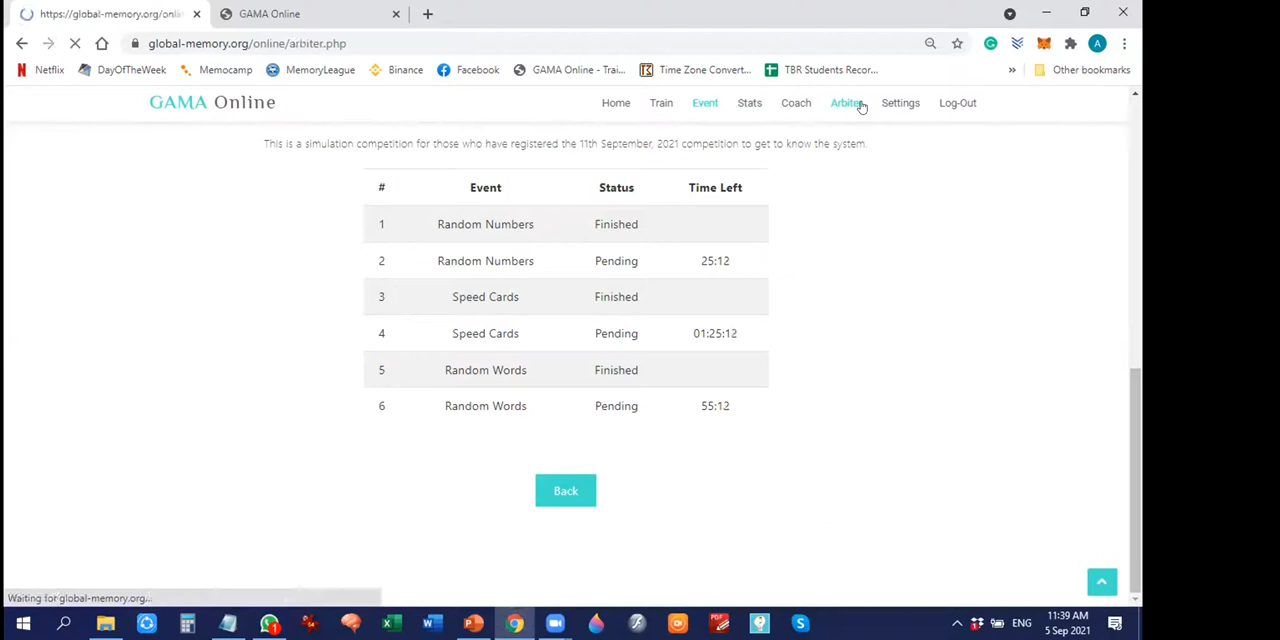 https://global-memory.org/onli
GAMA Online
global-memory.org/online/arbiter.php
A
Netflix
DayOfTheWeek
Memocamp
MemoryLeague
Binance
Facebook
GAMA Online - Trai...
Time Zone Convert...
TBR Students Recor...
»
Other bookmarks
GAMA Online
Home
Train
Event
Stats
Coach
Arbiter
Settings
Log-Out
This is a simulation competition for those who have registered the 11th September, 2021 competition to get to know the system.
# Event Status Time Left
1 Random Numbers Finished
2 Random Numbers Pending 25:12
3 Speed Cards Finished
4 Speed Cards Pending 01:25:12
5 Random Words Finished
6 Random Words Pending 55:12
Back
Waiting for global-memory.org...
1
ENG
11:39 AM
5 Sep 2021